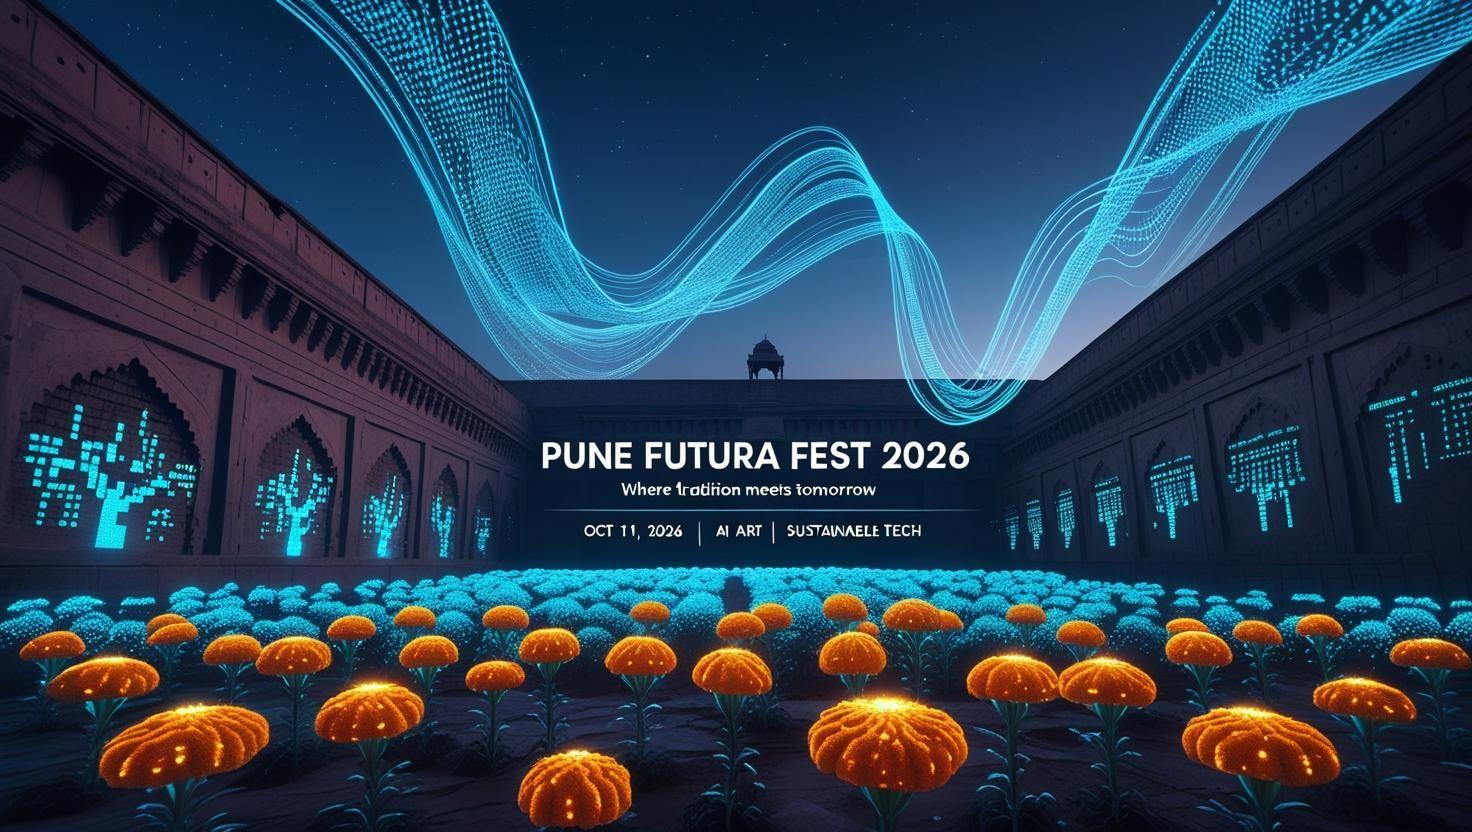 PUNE FUTURA FEST 2026
Where tradition meets tomorrow
OCT 11, 2026 | AI ART | SUSTAINAELE TECH